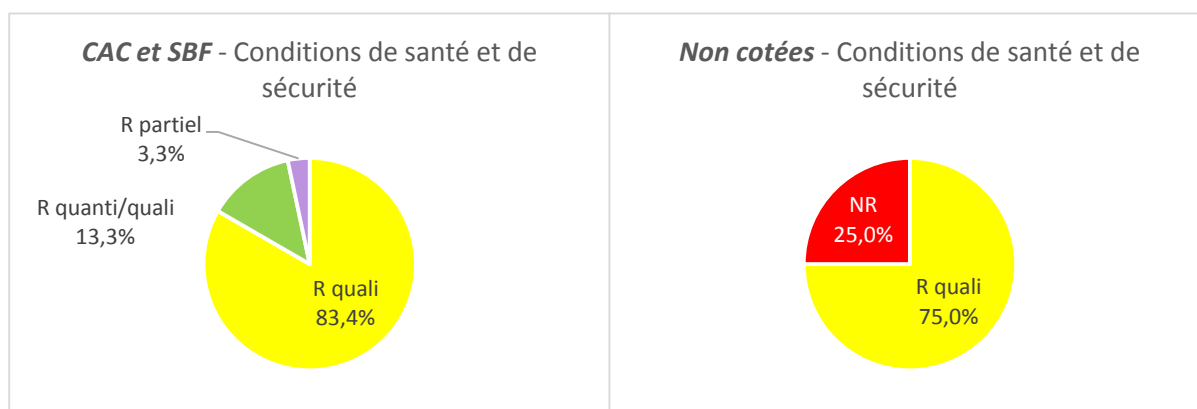 CAC et SBF - Conditions de santé et de
sécurité
R partiel
3,3%
R quanti/quali
13,3%
R quali
83,4%
Non cotées - Conditions de santé et de
sécurité
NR
25,0%
R quali
75,0%